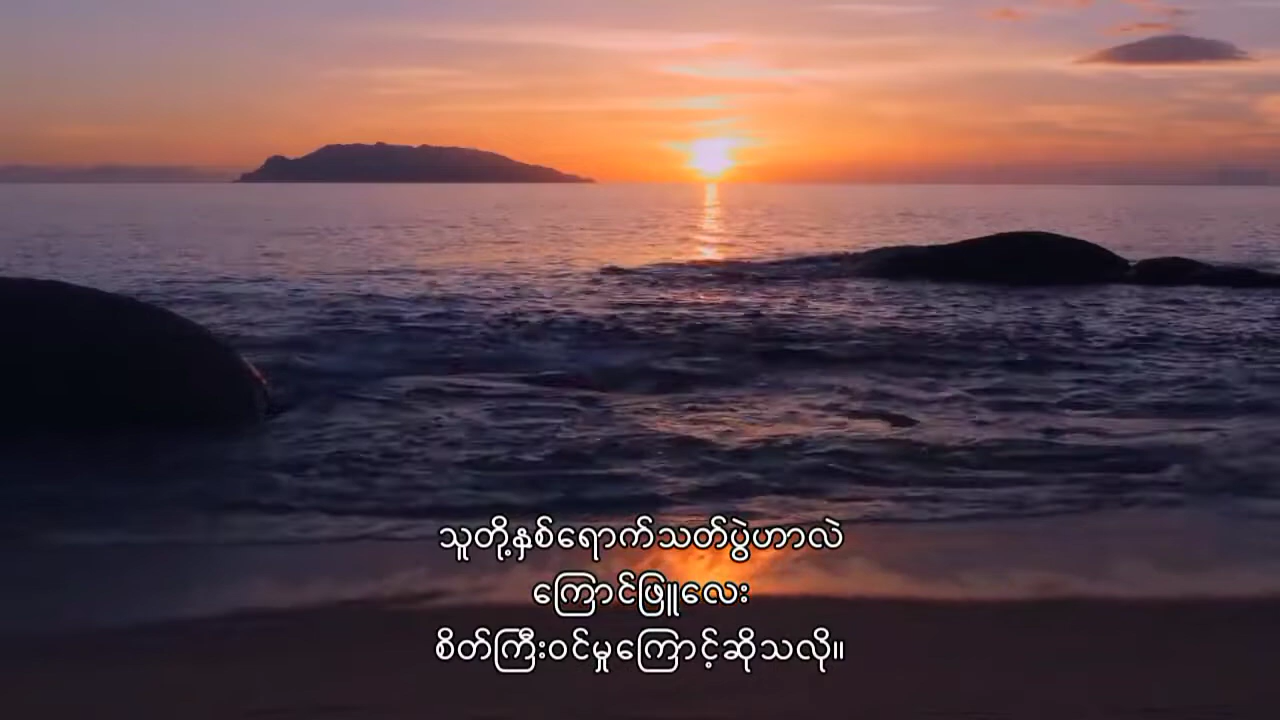 သူတို့နှစ်ရောက်သတ်ပွဲဟာလဲ
ကြောင်ဖြူလေး
စိတ်ကြီးဝင်မှုကြောင့်ဆိုသလို။